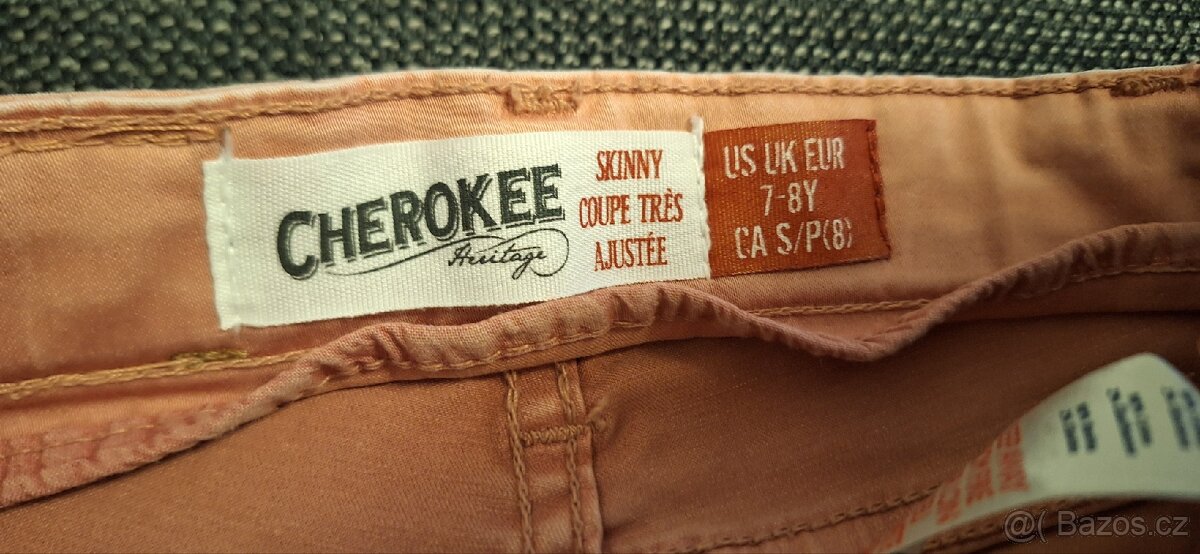 CHEROKEE
Heritage
SKINNY
COUPE TRÈS
AJUSTÉE
US UK EUR
7-8Y
CA S/P(8)
@( Bazos.cz